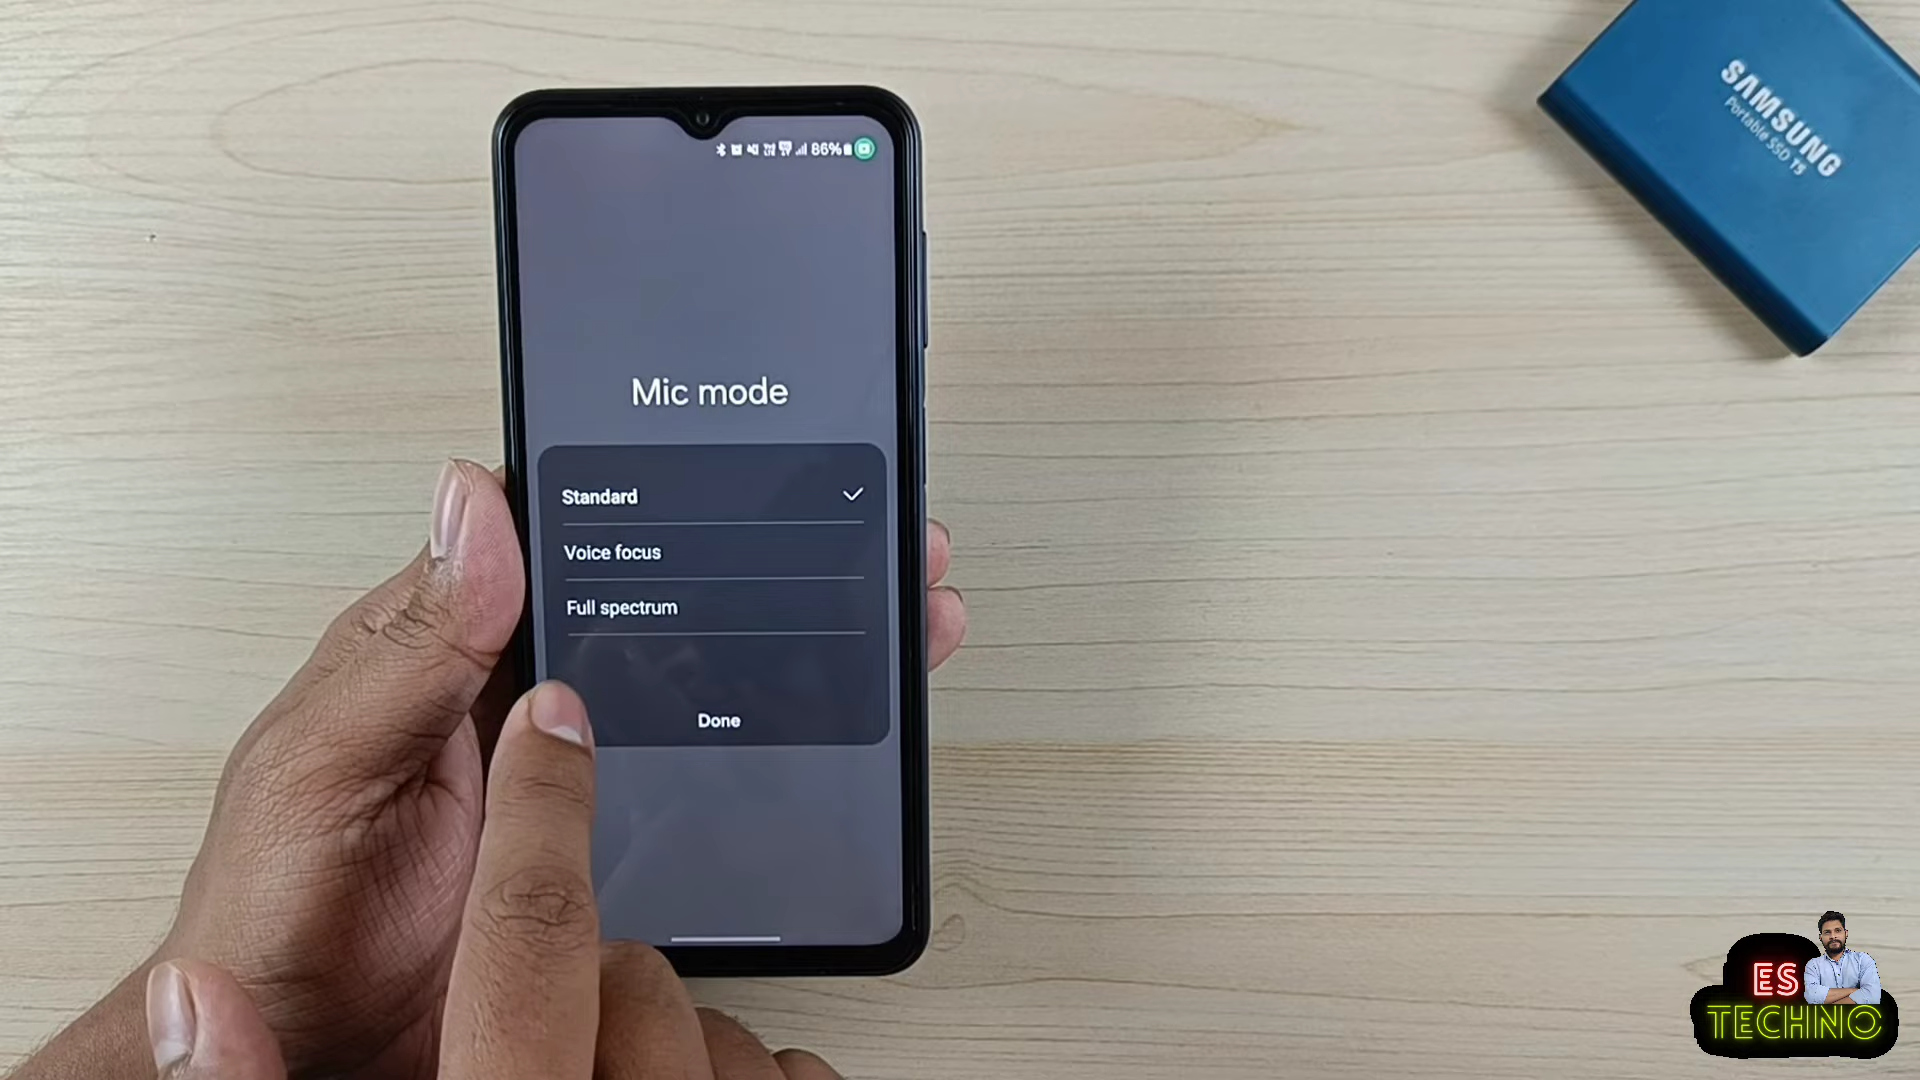 86%
Mic mode
Standard
Voice focus
Full spectrum
Done
SAMSUNG
Portable SSD T5
ES
TECHNO